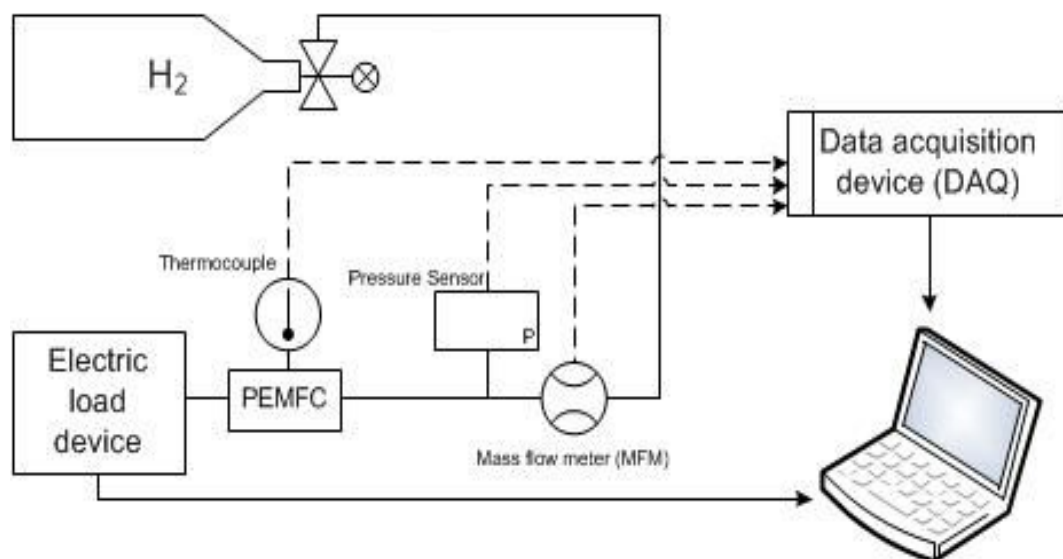 H2
Data acquisition
device (DAQ)
Thermocouple
Pressure Sensor
P
Electric
load
device
PEMFC
Mass flow meter (MFM)